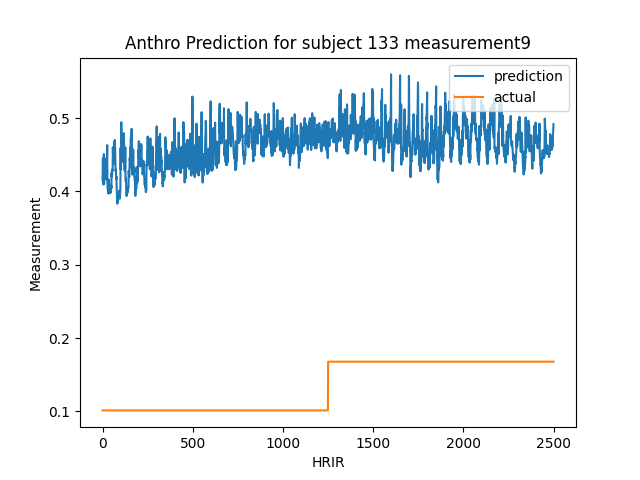 Anthro Prediction for subject 133 measurement9
prediction
actual
0.5
0.4
0.3
0.2
0.1
Measurement
0
500
1000
1500
2000
2500
HRIR